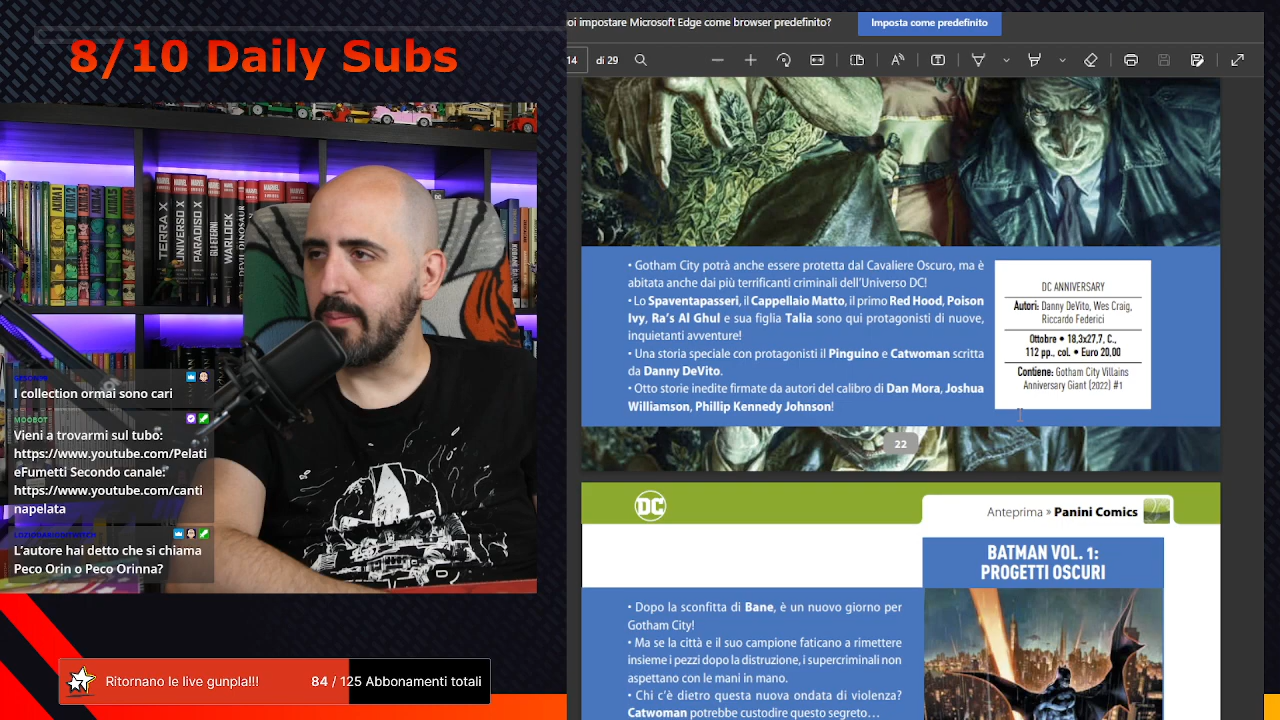 8/10 Daily Subs
oi impostare Microsoft Edge come browser predefinito?
Imposta come predefinito
14
di 29
TERRA X
UNIVERSO X
PARADISO X
GLI ETERNI
WARLOCK
DEVIL DINOSAUR
MARVEL
AKIRA
I collection ormai sono cari
MOOBOT
Vieni a trovarmi sul tubo:
https://www.youtube.com/Pelati
eFumetti Secondo canale:
https://www.youtube.com/canti
napelata
L'autore hai detto che si chiama
Peco Orin o Peco Orinna?
Ritornano le live gunpla!!!
84 / 125 Abbonamenti totali
• Gotham City potrà anche essere protetta dal Cavaliere Oscuro, ma è
abitata anche dai più terrificanti criminali dell'Universo DC!
• Lo Spaventapasseri, il Cappellaio Matto, il primo Red Hood, Poison
Ivy, Ra's Al Ghul e sua figlia Talia sono qui protagonisti di nuove,
inquietanti avventure!
• Una storia speciale con protagonisti il Pinguino e Catwoman scritta
da Danny DeVito.
• Otto storie inedite firmate da autori del calibro di Dan Mora, Joshua
Williamson, Phillip Kennedy Johnson!
DC ANNIVERSARY
Autori: Danny DeVito, Wes Craig,
Riccardo Federici
Ottobre • 18,3x27,7, C.,
112 pp., col. • Euro 20,00
Contiene: Gotham City Villains
Anniversary Giant (2022) #1
22
DC
Anteprima » Panini Comics
BATMAN VOL. 1:
PROGETTI OSCURI
• Dopo la sconfitta di Bane, è un nuovo giorno per
Gotham City!
• Ma se la città e il suo campione faticano a rimettere
insieme i pezzi dopo la distruzione, i supercriminali non
aspettano con le mani in mano.
• Chi c'è dietro questa nuova ondata di violenza?
Catwoman potrebbe custodire questo segreto…